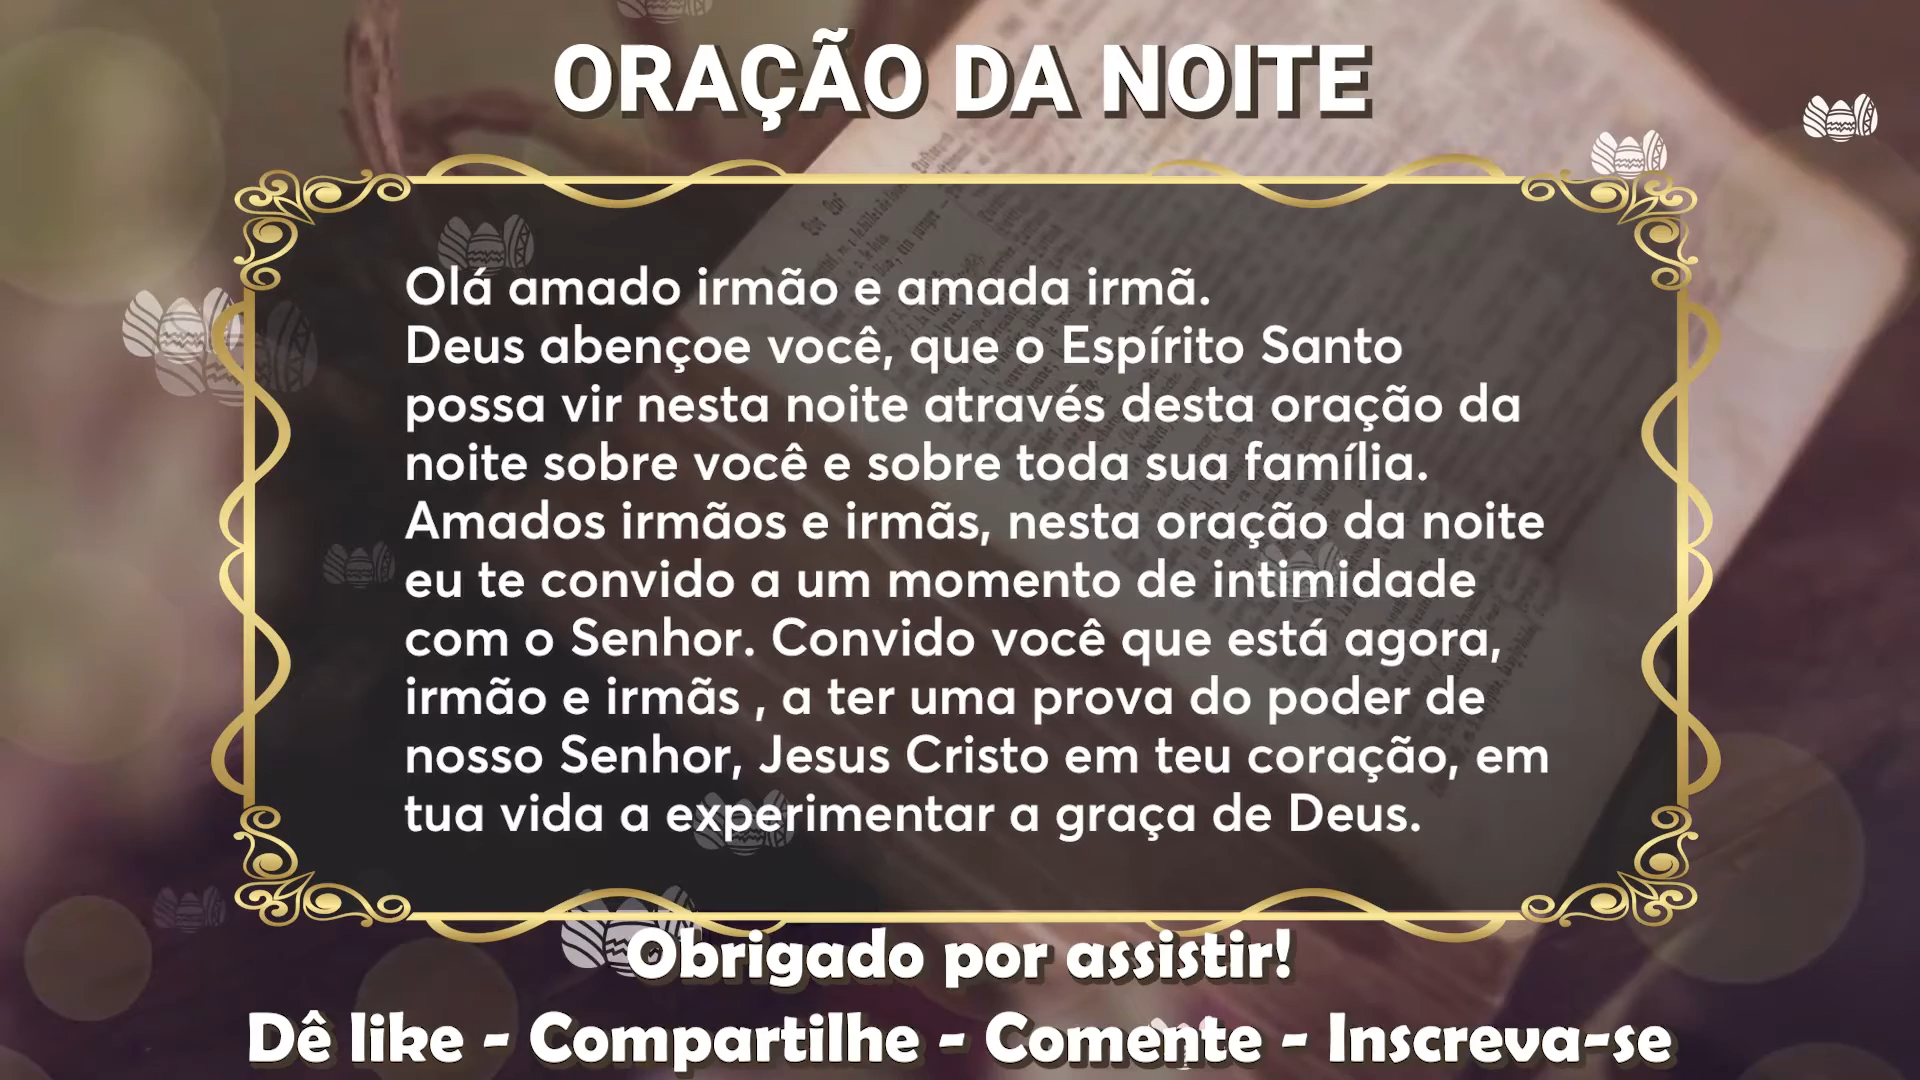 ORAÇÃO DA NOITE
Olá amado irmão e amada irmã.
Deus abençoe você, que o Espírito Santo
possa vir nesta noite através desta oração da
noite sobre você e sobre toda sua família.
Amados irmãos e irmãs, nesta oração da noite
eu te convido a um momento de intimidade
com o Senhor. Convido você que está agora,
irmão e irmãs , a ter uma prova do poder de
nosso Senhor, Jesus Cristo em teu coração, em
tua vida a experimentar a graça de Deus.
Obrigado por assistir!
Dê like - Compartilhe - Comente - Inscreva-se